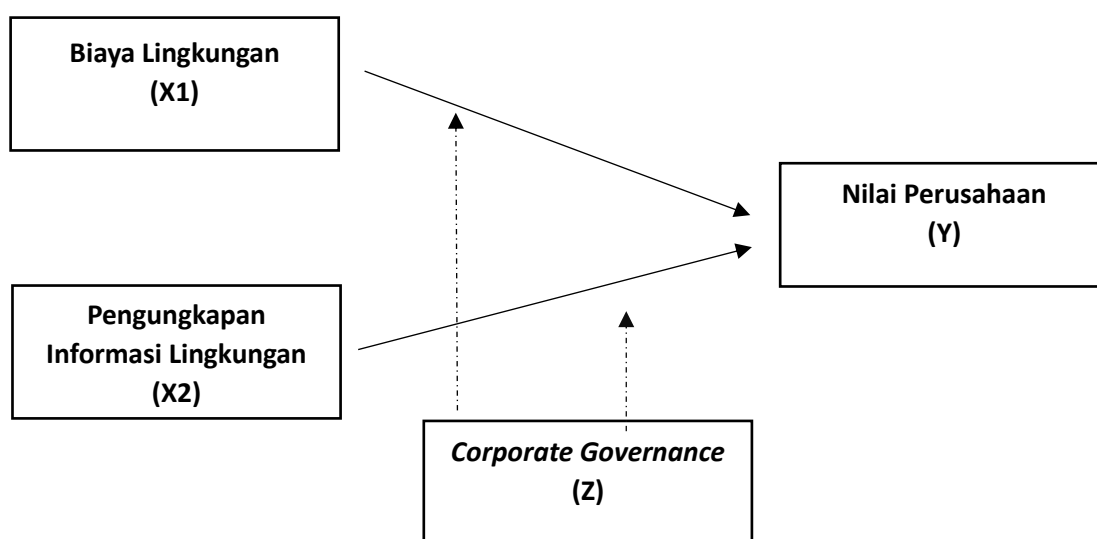 Biaya Lingkungan
(X1)
Nilai Perusahaan
(Y)
Pengungkapan
Informasi Lingkungan
(X2)
Corporate Governance
(Z)